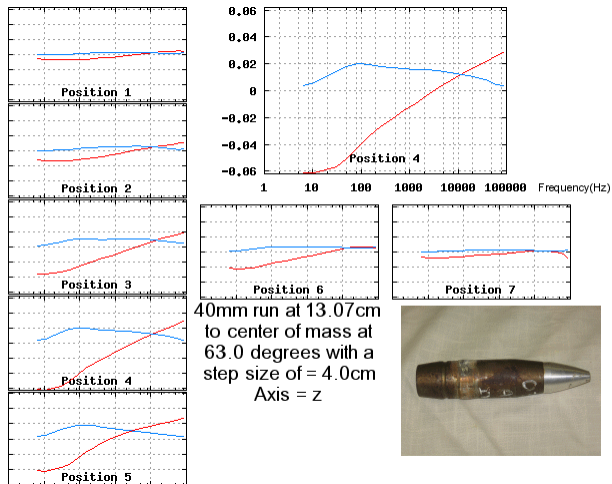 Position 1
Position 2
Position 3
Position 4
Position 5
0.06
0.04
0.02
0
-0.02
-0.04
-0.06
Position 4
1 10 100 1000 10000 100000 Frequency(Hz)
Position 6
Position 7
40mm run at 13.07cm
to center of mass at
63.0 degrees with a
step size of = 4.0cm
Axis = z